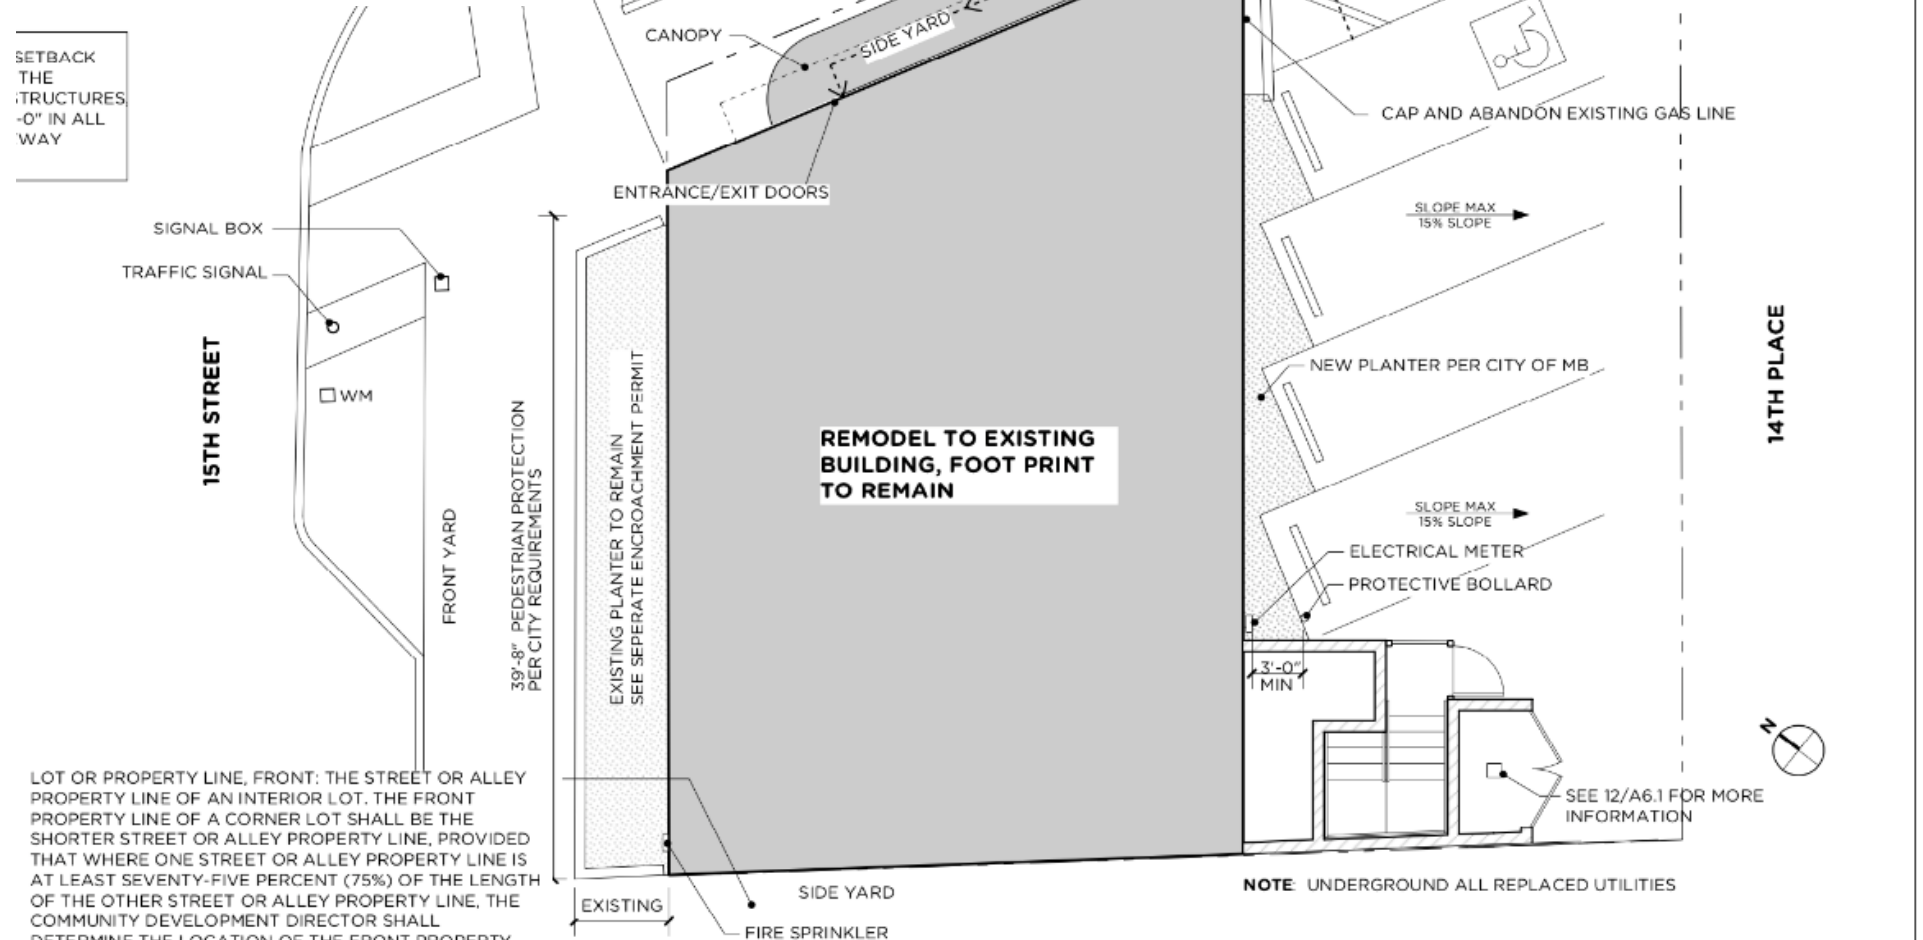 SETBACK
THE
STRUCTURES
-0" IN ALL
WAY
CANOPY
SIDE YARD
ENTRANCE/EXIT DOORS
CAP AND ABANDON EXISTING GAS LINE
SIGNAL BOX
TRAFFIC SIGNAL
WM
15TH STREET
FRONT YARD
39'-8" PEDESTRIAN PROTECTION
PER CITY REQUIREMENTS
EXISTING PLANTER TO REMAIN
SEE SEPERATE ENCROACHMENT PERMIT
REMODEL TO EXISTING
BUILDING, FOOT PRINT
TO REMAIN
SLOPE MAX
15% SLOPE
NEW PLANTER PER CITY OF MB
14TH PLACE
SLOPE MAX
15% SLOPE
ELECTRICAL METER
PROTECTIVE BOLLARD
3'-0"
MIN
N
SEE 12/A6.1 FOR MORE
INFORMATION
LOT OR PROPERTY LINE, FRONT: THE STREET OR ALLEY
PROPERTY LINE OF AN INTERIOR LOT. THE FRONT
PROPERTY LINE OF A CORNER LOT SHALL BE THE
SHORTER STREET OR ALLEY PROPERTY LINE, PROVIDED
THAT WHERE ONE STREET OR ALLEY PROPERTY LINE IS
AT LEAST SEVENTY-FIVE PERCENT (75%) OF THE LENGTH
OF THE OTHER STREET OR ALLEY PROPERTY LINE, THE
COMMUNITY DEVELOPMENT DIRECTOR SHALL
DETERMINE THE LOCATION OF THE FRONT PROPERTY
EXISTING
SIDE YARD
FIRE SPRINKLER
NOTE: UNDERGROUND ALL REPLACED UTILITIES